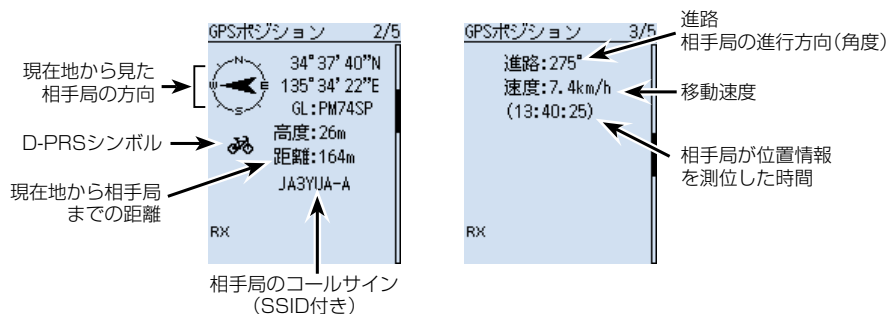 GPSポジション 2/5
N
W
E
S
34°37'40"N
135°34'22"E
GL:PM74SP
高度:26m
距離:164m
JA3YUA-A
RX
現在地から見た
相手局の方向
D-PRSシンボル
現在地から相手局
までの距離
相手局のコールサイン
（SSID付き）
GPSポジション 3/5
進路:275°
速度:7.4km/h
(13:40:25)
RX
進路
相手局の進行方向（角度）
移動速度
相手局が位置情報
を測位した時間